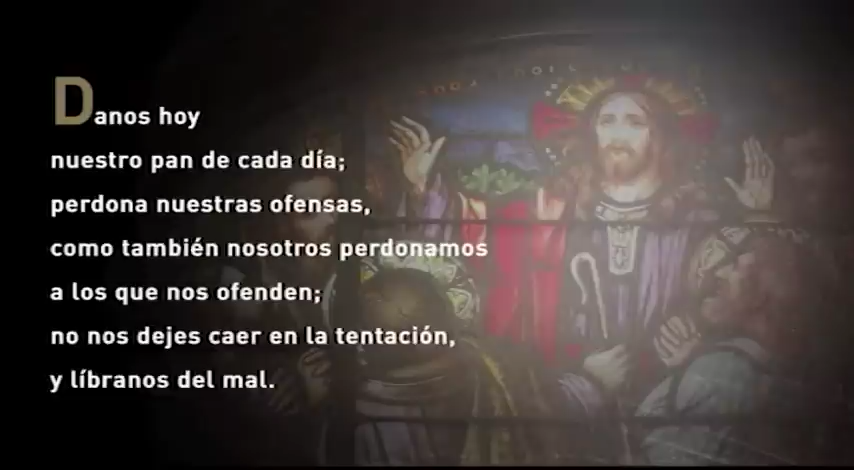 Danos hoy
nuestro pan de cada día;
perdona nuestras ofensas,
como también nosotros perdonamos
a los que nos ofenden;
no nos dejes caer en la tentación,
y líbranos del mal.